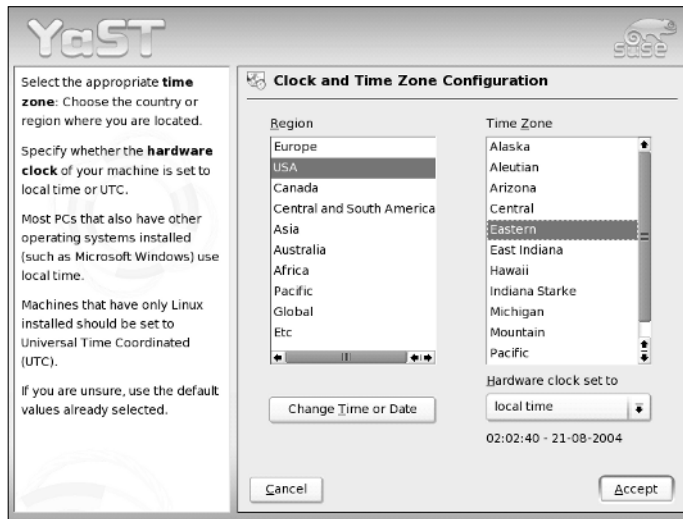 YaST
SUSE
Select the appropriate time
zone: Choose the country or
region where you are located.
Specify whether the hardware
clock of your machine is set to
local time or UTC.
Most PCs that also have other
operating systems installed
(such as Microsoft Windows) use
local time.
Machines that have only Linux
installed should be set to
Universal Time Coordinated
(UTC).
If you are unsure, use the default
values already selected.
Clock and Time Zone Configuration
Region
Europe
USA
Canada
Central and South America
Asia
Australia
Africa
Pacific
Global
Etc
Change Time or Date
Time Zone
Alaska
Aleutian
Arizona
Central
Eastern
East Indiana
Hawaii
Indiana Starke
Michigan
Mountain
Pacific
Hardware clock set to
local time
02:02:40 - 21-08-2004
Cancel
Accept